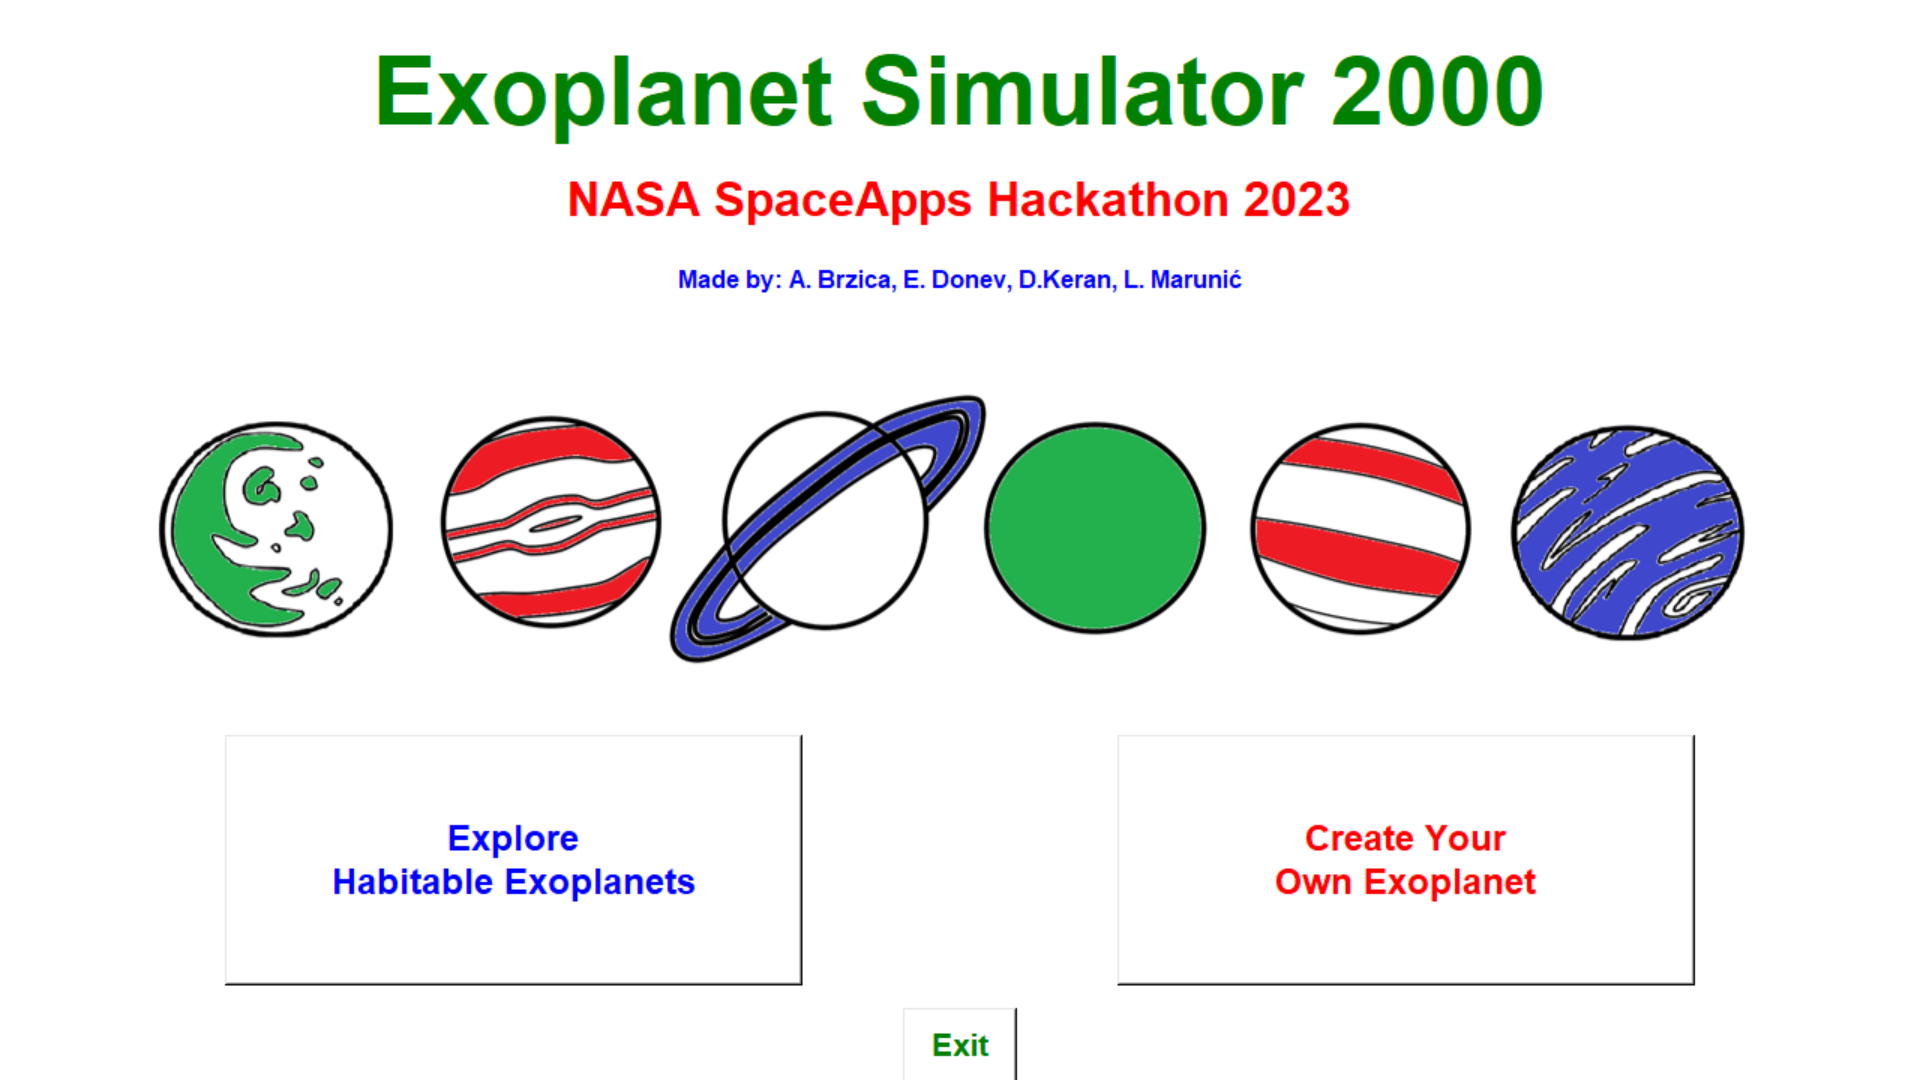 Exoplanet Simulator 2000
NASA SpaceApps Hackathon 2023
Made by: A. Brzica, E. Donev, D.Keran, L. Marunić
Explore
Habitable Exoplanets
Create Your
Own Exoplanet
Exit